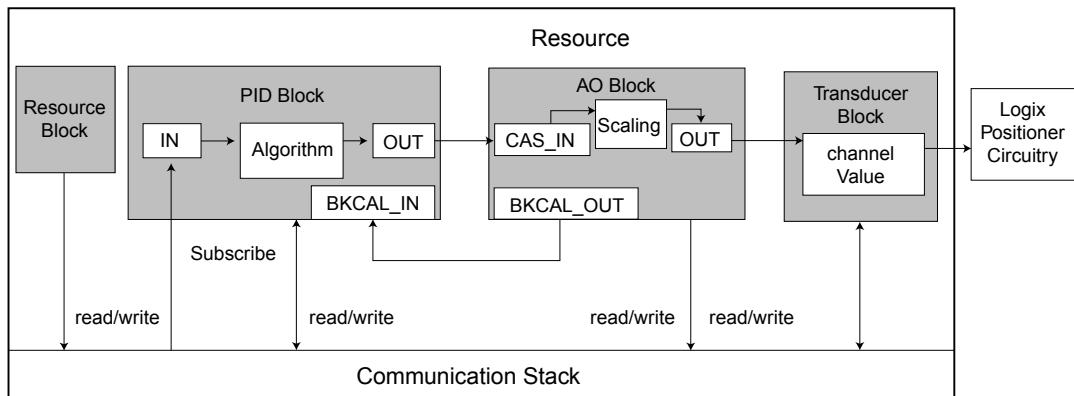 Resource
Resource
Block
PID Block
IN
Algorithm
OUT
BKCAL_IN
AO Block
CAS_IN
Scaling
OUT
BKCAL_OUT
Transducer
Block
channel
Value
Logix
Positioner
Circuitry
Subscribe
read/write
read/write
read/write
read/write
Communication Stack